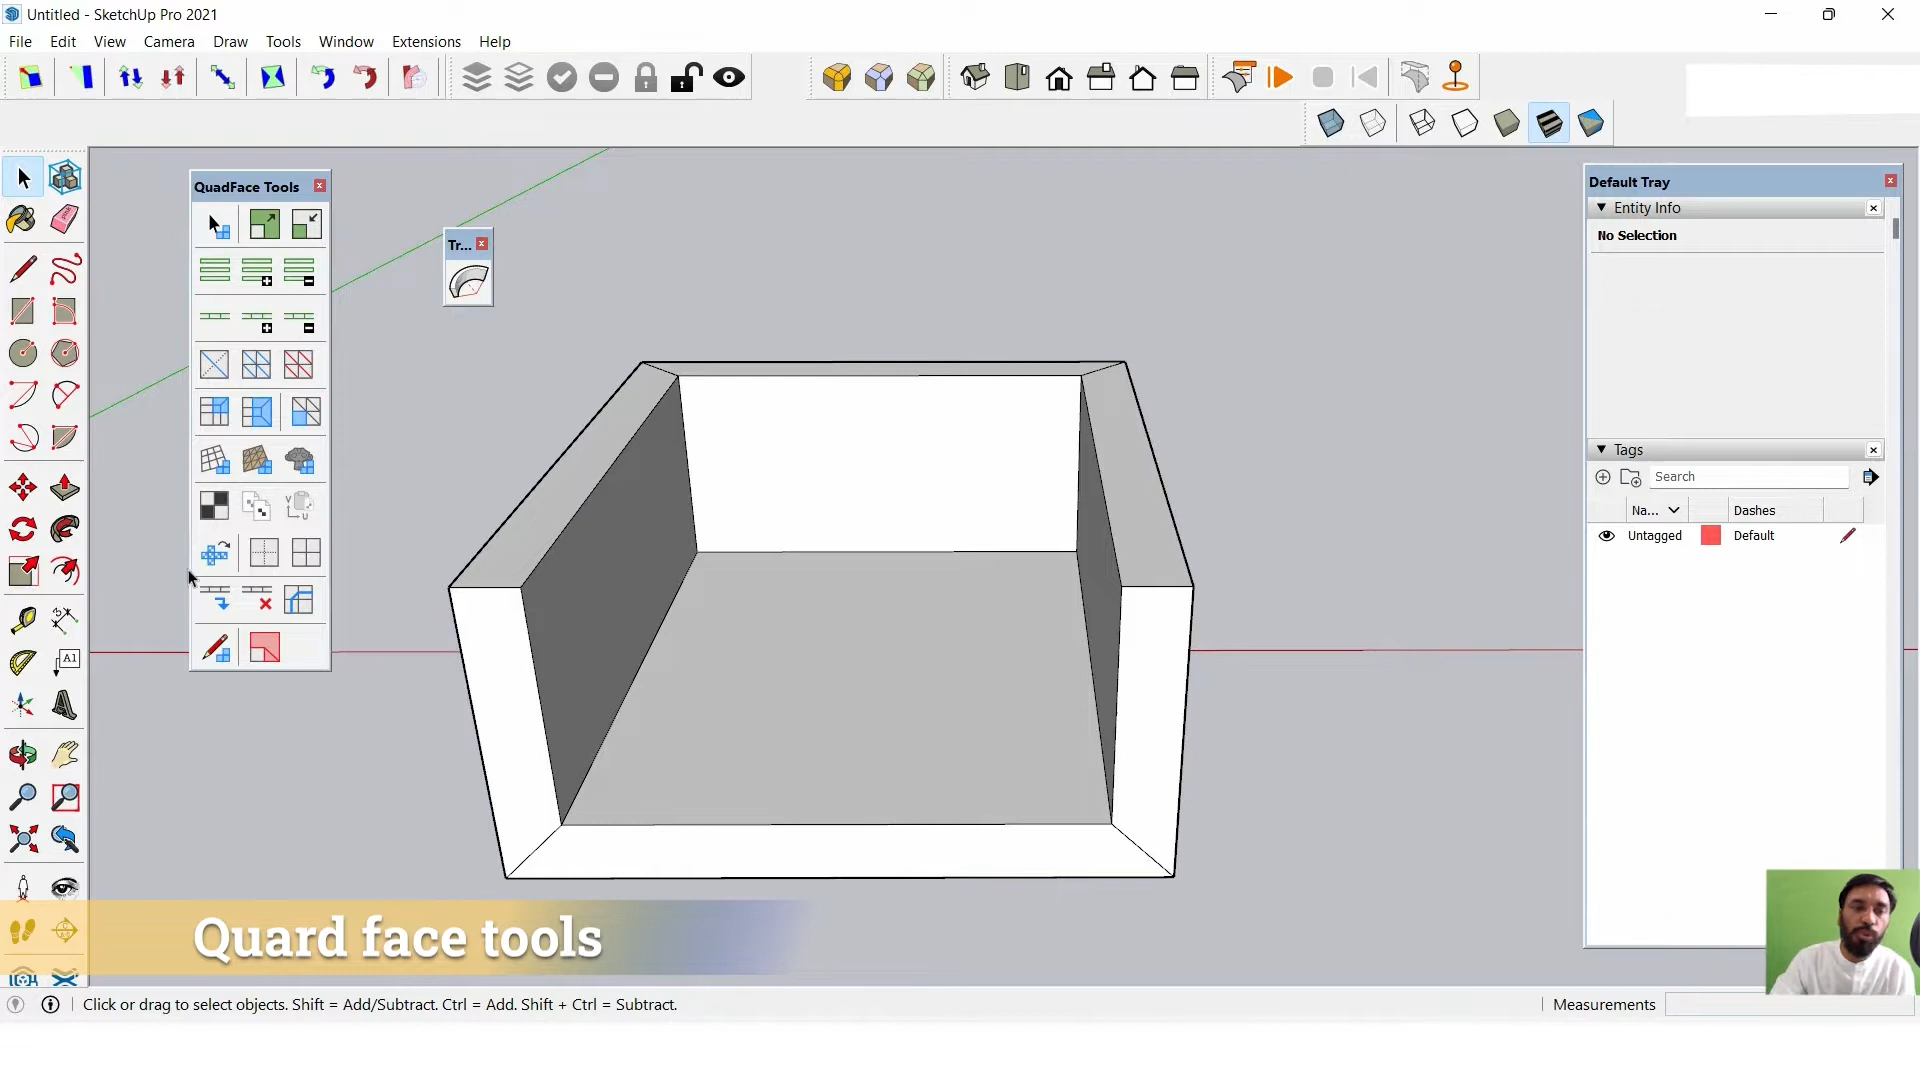 Untitled - SketchUp Pro 2021
File Edit View Camera Draw Tools Window Extensions Help
QuadFace Tools
Tr...
Default Tray
Entity Info
No Selection
Tags
Search
Na... Dashes
Untagged Default
A1
Quard face tools
Click or drag to select objects. Shift = Add/Subtract. Ctrl = Add. Shift + Ctrl = Subtract.
Measurements